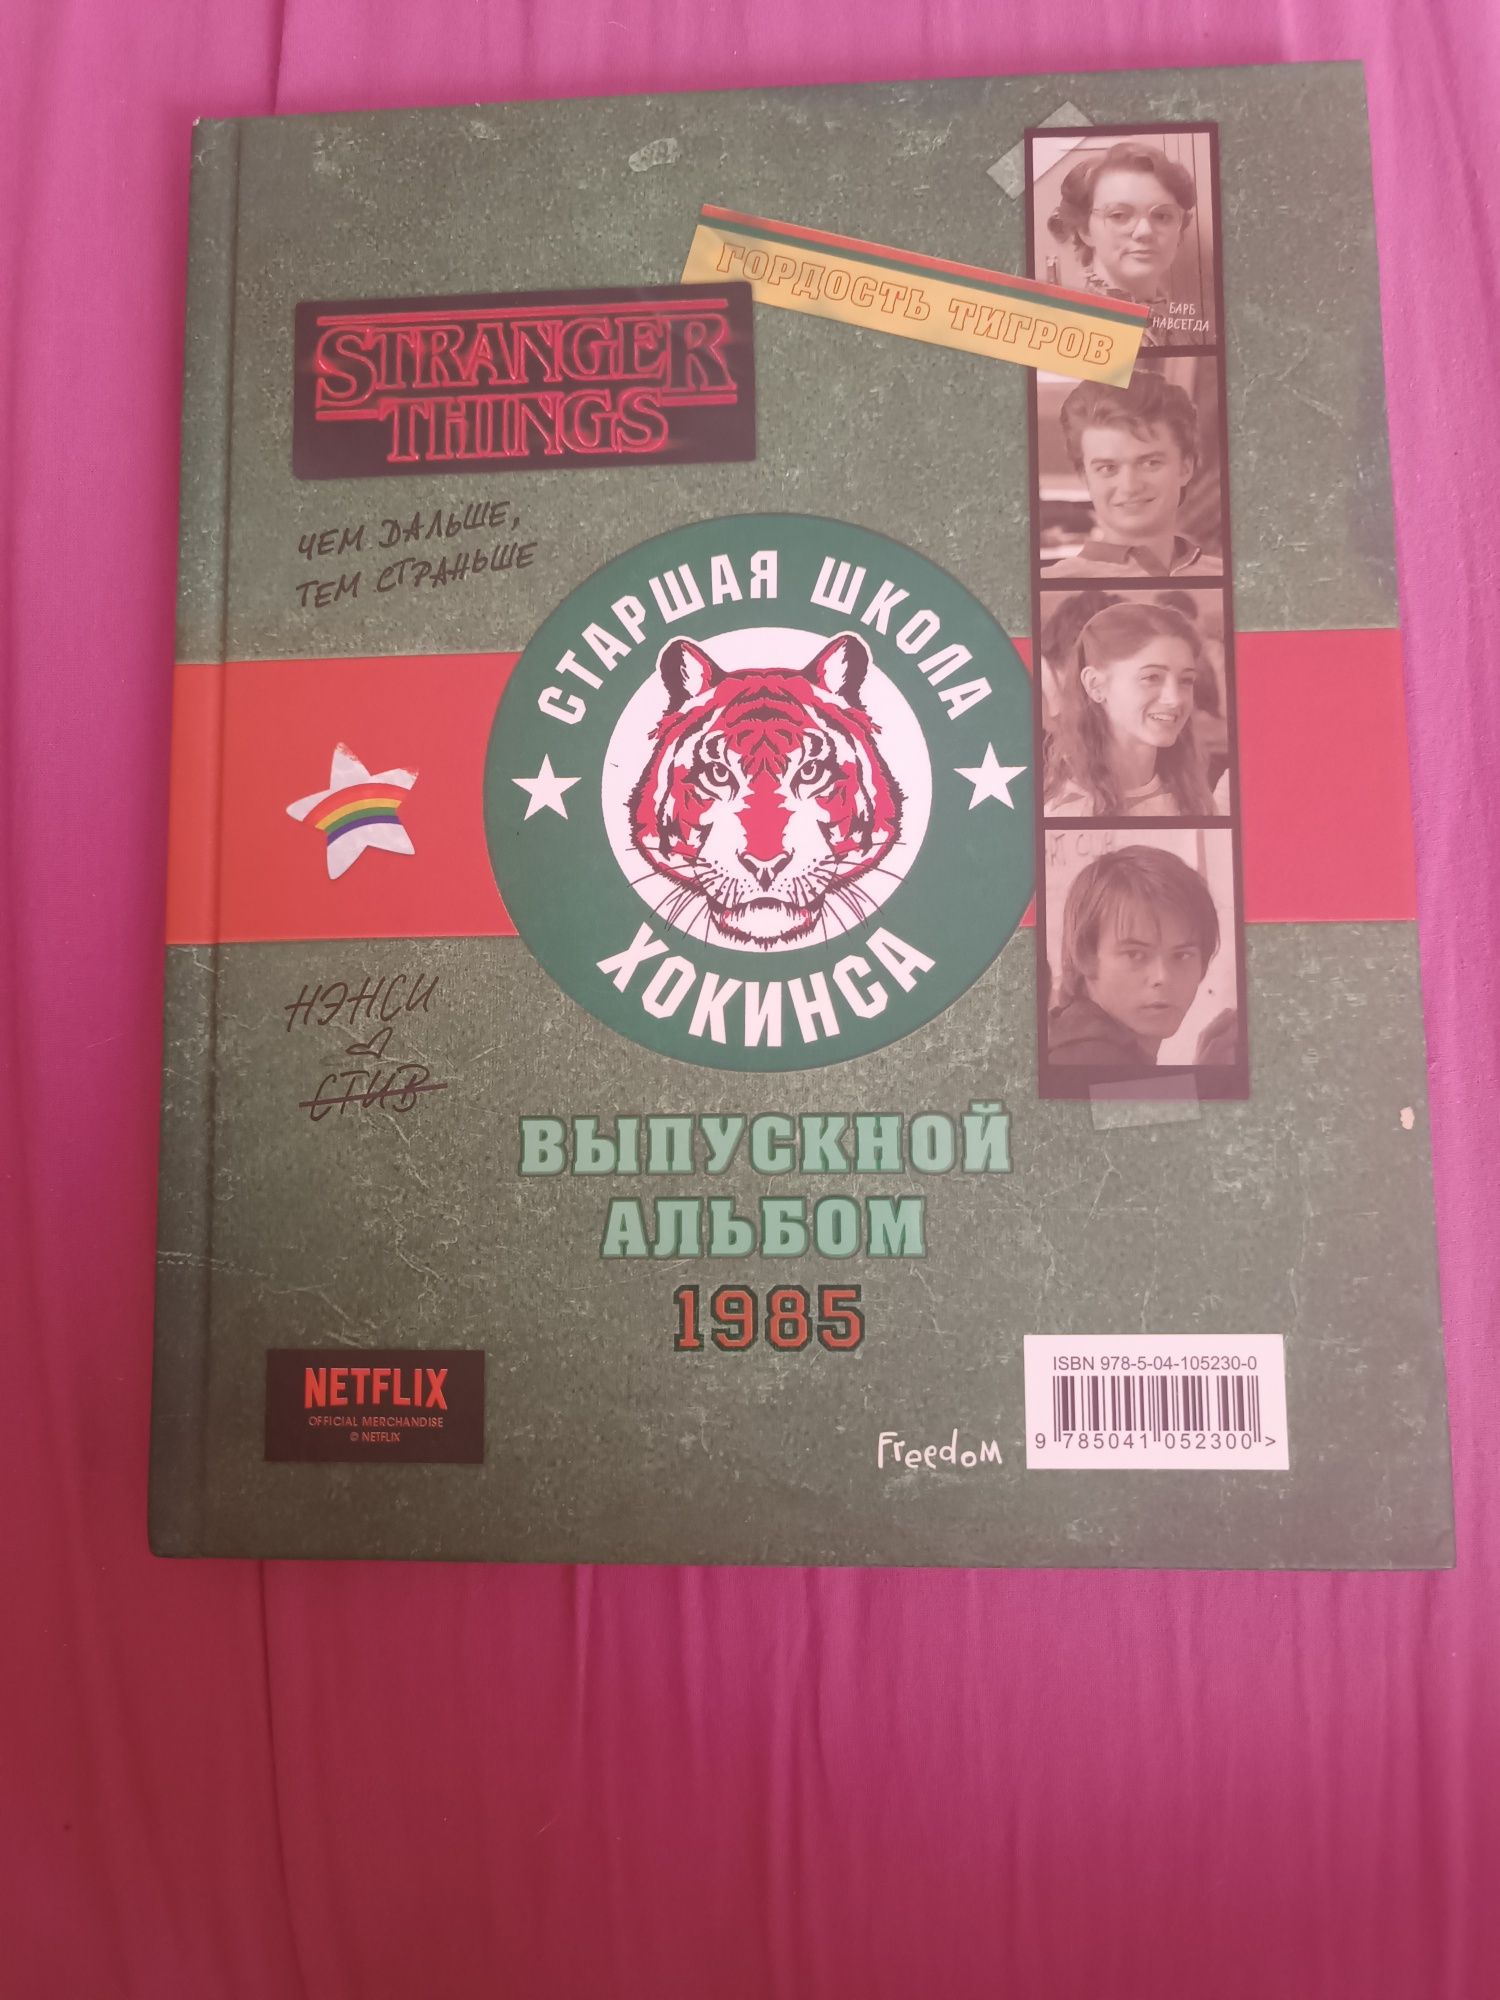 ГОРДОСТЬ ТИГРОВ
БАРБ
НАВСЕГДА
STRANGER
THINGS
ЧЕМ ДАЛЬШЕ,
ТЕМ СТРАНЬШЕ
СТАРШАЯ ШКОЛА
ХОКИНСА
НЭНСИ
СТИВ
ВЫПУСКНОЙ
АЛЬБОМ
1985
NETFLIX
OFFICIAL MERCHANDISE
© NETFLIX
Freedom
ISBN 978-5-04-105230-0
9 785041 052300 >